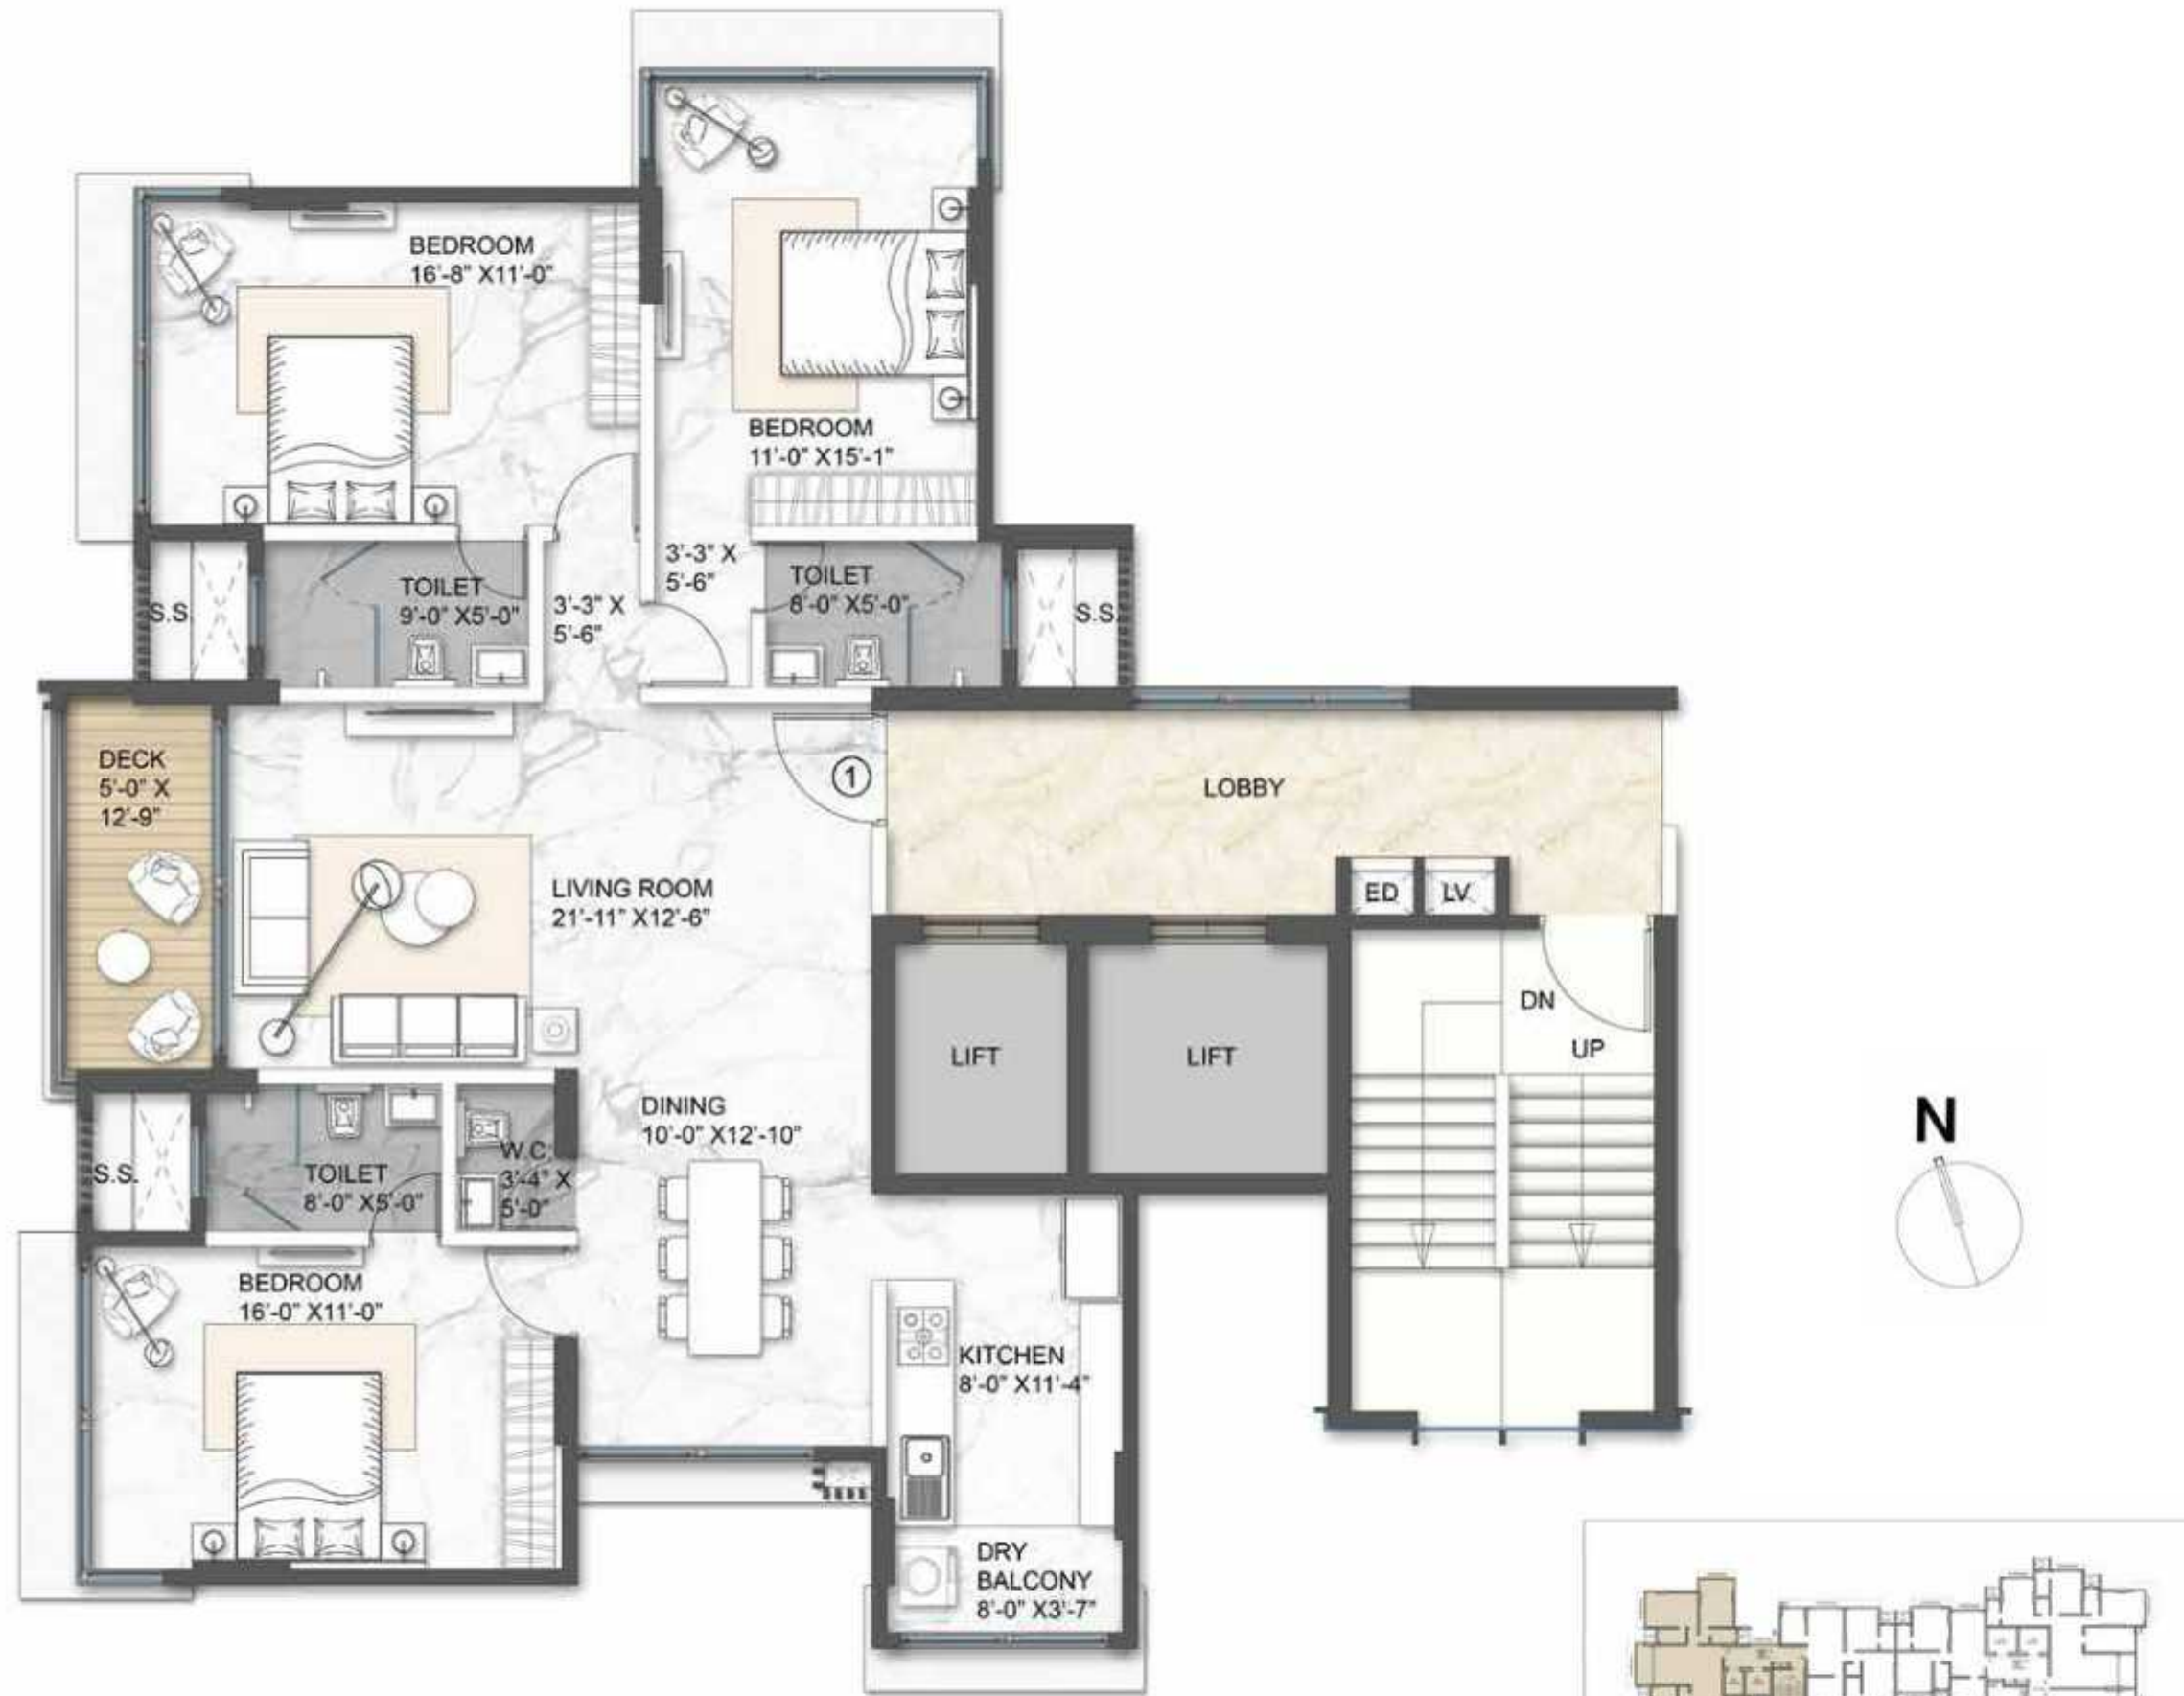 BEDROOM
16'-8" X11'-0"
BEDROOM
11'-0" X15'-1"
3'-3" X
5'-6"
TOILET
8'-0" X5'-0"
TOILET
9'-0" X5'-0"
3'-3" X
5'-6"
S.S.
S.S.
DECK
5'-0" X
12'-9"
1
LOBBY
LIVING ROOM
21'-11" X12'-6"
ED
LV
DN
UP
LIFT
LIFT
DINING
10'-0" X12'-10"
W.C.
3'-4" X
5'-0"
TOILET
8'-0" X5'-0"
S.S.
N
BEDROOM
16'-0" X11'-0"
KITCHEN
8'-0" X11'-4"
DRY
BALCONY
8'-0" X3'-7"